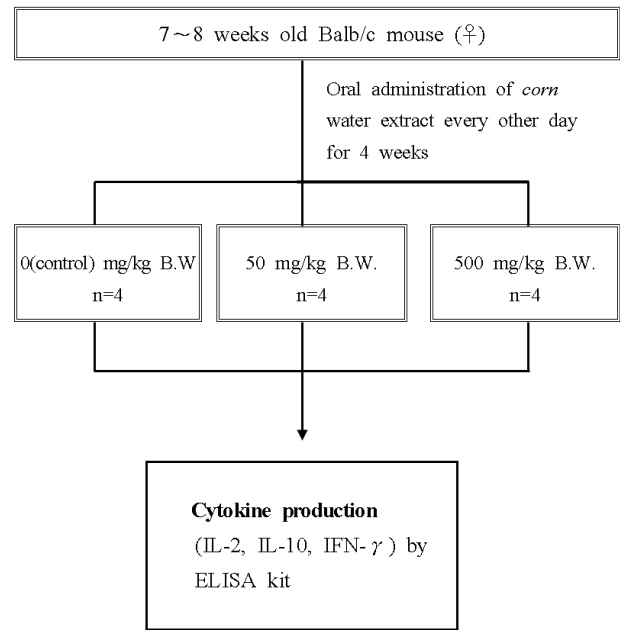 7～8 weeks old Balb/c mouse (♀)
Oral administration of corn
water extract every other day
for 4 weeks
0(control) mg/kg B.W
n=4
50 mg/kg B.W.
n=4
500 mg/kg B.W.
n=4
Cytokine production
(IL-2, IL-10, IFN-γ) by
ELISA kit